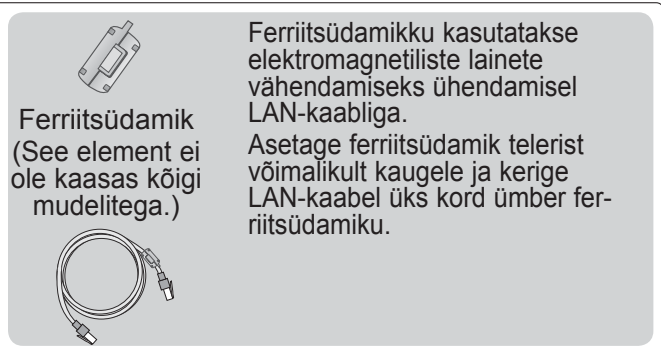 Ferriitsüdamik
(See element ei
ole kaasas kõigi
mudelitega.)
Ferriitsüdamikku kasutatakse
elektromagnetiliste lainete
vähendamiseks ühendamisel
LAN-kaabliga.
Asetage ferriitsüdamik telerist
võimalikult kaugele ja kerige
LAN-kaabel üks kord ümber fer-
riitsüdamiku.